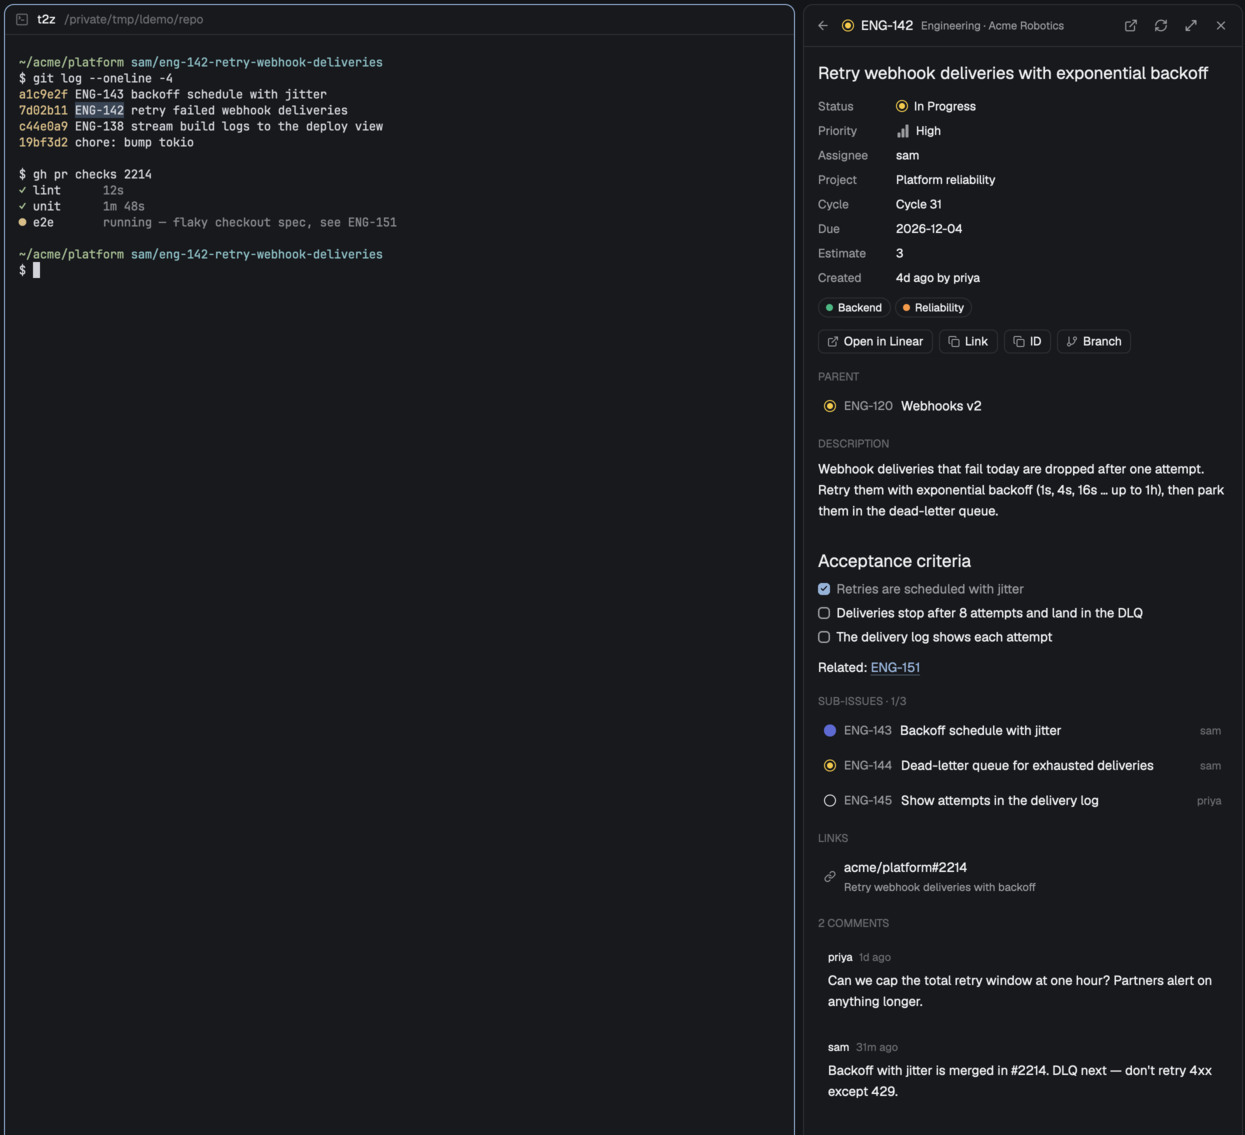 t2z /private/tmp/ldemo/repo
~/acme/platform sam/eng-142-retry-webhook-deliveries
$ git log --oneline -4
a1c9e2f ENG-143 backoff schedule with jitter
7d02b11 ENG-142 retry failed webhook deliveries
c44e0a9 ENG-138 stream build logs to the deploy view
19bf3d2 chore: bump tokio
$ gh pr checks 2214
✓ lint 12s
✓ unit 1m 48s
● e2e running — flaky checkout spec, see ENG-151
~/acme/platform sam/eng-142-retry-webhook-deliveries
$
ENG-142 Engineering · Acme Robotics
Retry webhook deliveries with exponential backoff
Status In Progress
Priority High
Assignee sam
Project Platform reliability
Cycle Cycle 31
Due 2026-12-04
Estimate 3
Created 4d ago by priya
Backend Reliability
Open in Linear Link ID Branch
PARENT
ENG-120 Webhooks v2
DESCRIPTION
Webhook deliveries that fail today are dropped after one attempt.
Retry them with exponential backoff (1s, 4s, 16s … up to 1h), then park
them in the dead-letter queue.
Acceptance criteria
Retries are scheduled with jitter
Deliveries stop after 8 attempts and land in the DLQ
The delivery log shows each attempt
Related: ENG-151
SUB-ISSUES · 1/3
ENG-143 Backoff schedule with jitter sam
ENG-144 Dead-letter queue for exhausted deliveries sam
ENG-145 Show attempts in the delivery log priya
LINKS
acme/platform#2214
Retry webhook deliveries with backoff
2 COMMENTS
priya 1d ago
Can we cap the total retry window at one hour? Partners alert on
anything longer.
sam 31m ago
Backoff with jitter is merged in #2214. DLQ next — don't retry 4xx
except 429.